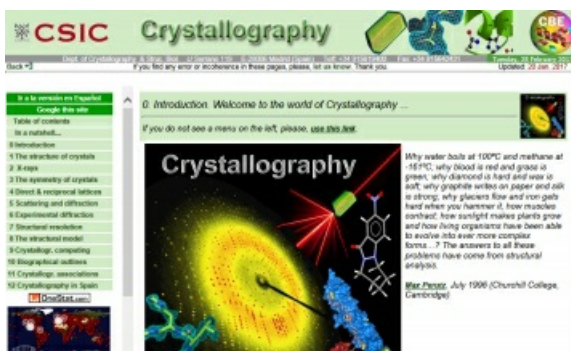 CSIC
Crystallography
CBE
Dept. of Crystallography & Struc. Biol.
Back
If you find any error or incoherence in these pages, please, let us know. Thank you.
Updated: 20 Jan. 2017
Ir a la versión en Español
Google this site
Table of contents
In a nutshell...
0 Introduction
1 The structure of crystals
2 X-rays
3 The symmetry of crystals
4 Direct & reciprocal lattices
5 Scattering and diffraction
6 Experimental diffraction
7 Structural resolution
8 The structural model
9 Crystallogr. computing
10 Biographical outlines
11 Crystallogr. associations
12 Crystallography in Spain
OneStat.com
0. Introduction. Welcome to the world of Crystallography ...
If you do not see a menu on the left, please, use this link.
Crystallography
Why water boils at 100ºC and methane at
-161ºC, why blood is red and grass is
green, why diamond is hard and wax is
soft, why graphite writes on paper and silk
is strong, why glaciers flow and iron gets
hard when you hammer it, how muscles
contract, how sunlight makes plants grow
and how living organisms have been able
to evolve into ever more complex
forms...? The answers to all these
problems have come from structural
analysis.
Max Perutz, July 1996 (Churchill College,
Cambridge)